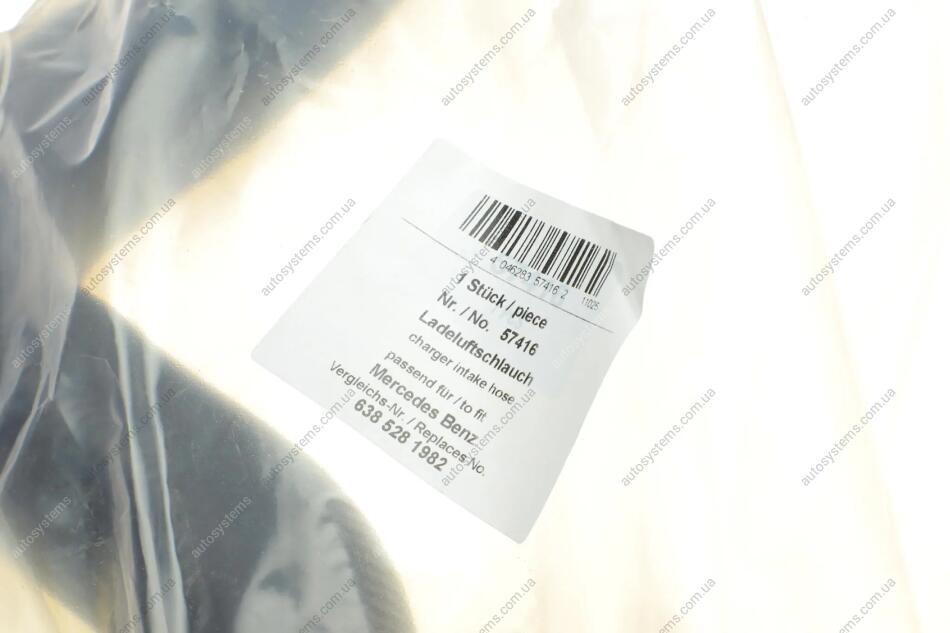 4 046283 57416 2
11025
1 Stück / piece
Nr. / No. 57416
Ladeluftschlauch
charger intake hose
passend für / to fit
Mercedes Benz
Vergleichs-Nr. / Replaces-No.
638 528 1982
autosystems.com.ua